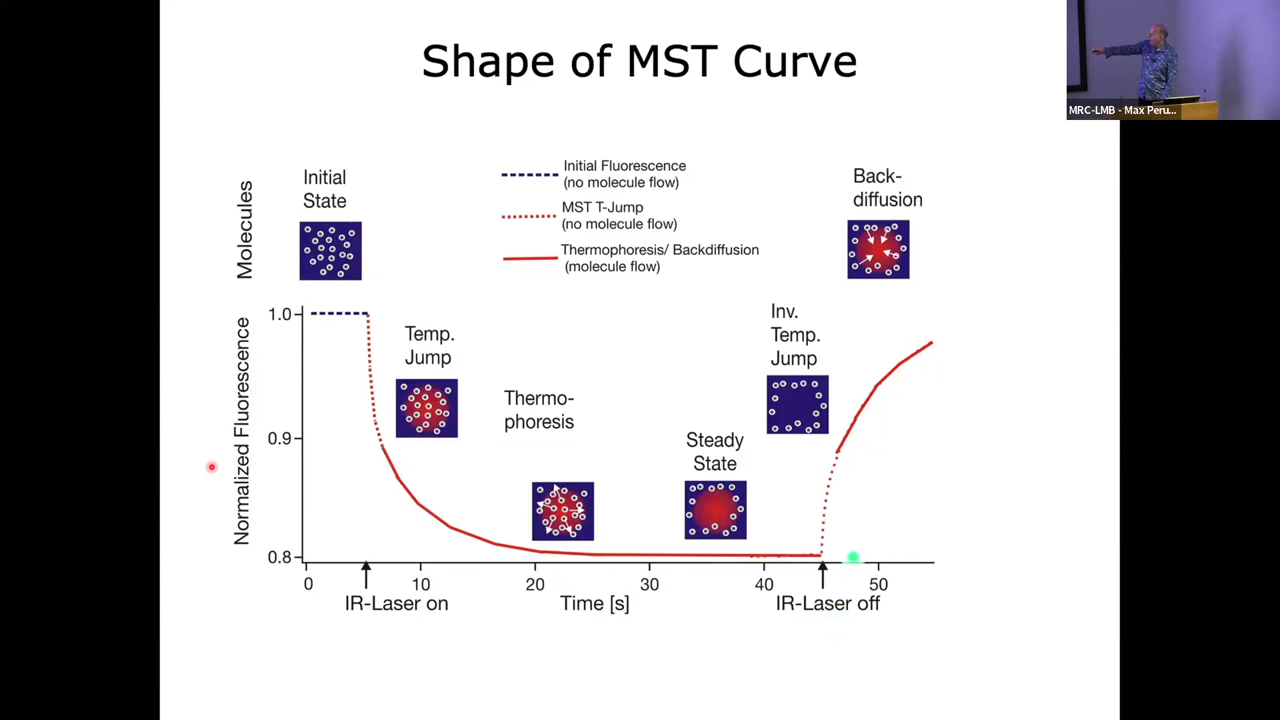 Shape of MST Curve
MRC-LMB - Max Peru...
Molecules
Initial
State
Initial Fluorescence
(no molecule flow)
MST T-Jump
(no molecule flow)
Thermophoresis/ Backdiffusion
(molecule flow)
Back-
diffusion
Normalized Fluorescence
1.0
0.9
0.8
Temp.
Jump
Thermo-
phoresis
Steady
State
Inv.
Temp.
Jump
0
10
20
30
40
50
IR-Laser on
Time [s]
IR-Laser off